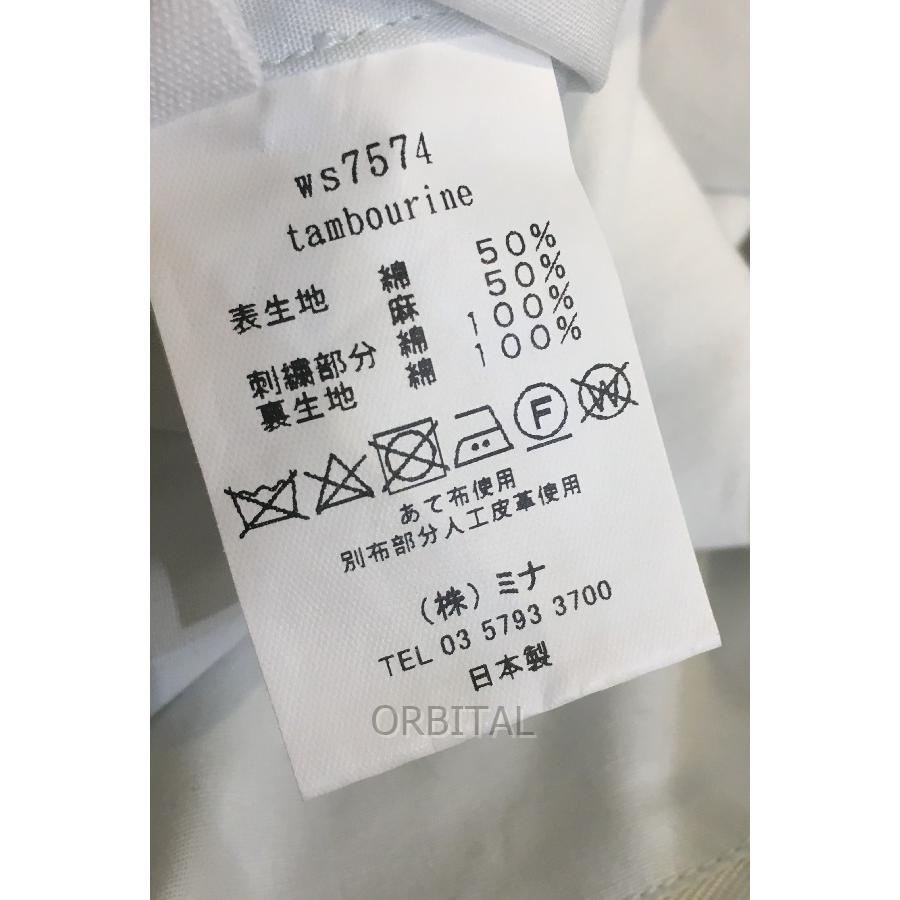 ws7574
tambourine
表生地 綿 50%
麻 50%
刺繍部分 綿 100%
裏生地 綿 100%
F W
あて布使用
別布部分人工皮革使用
(株)ミナ
TEL 03 5793 3700
日本製
ORBITAL